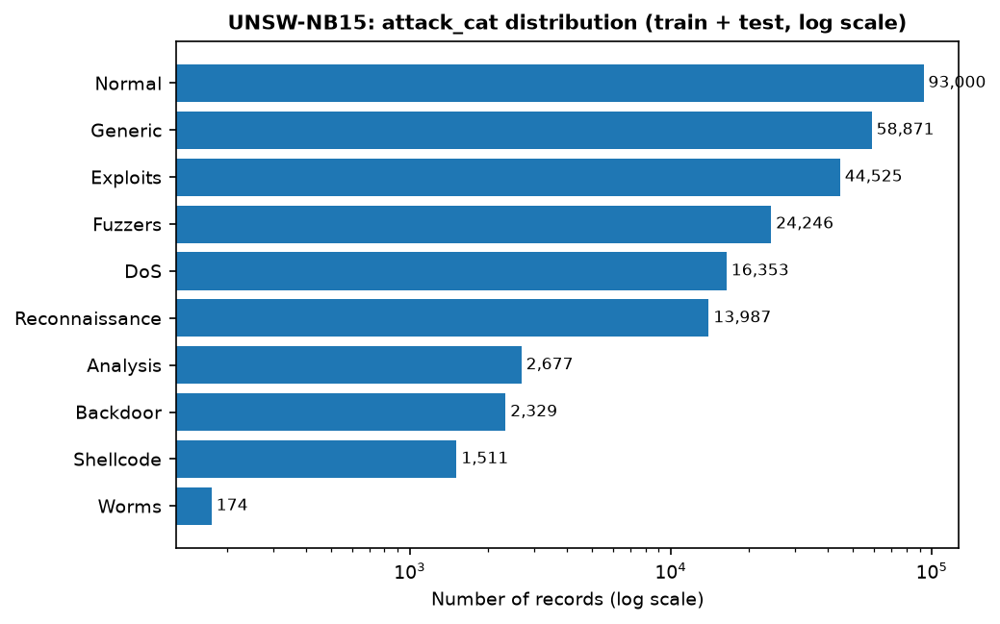 UNSW-NB15: attack_cat distribution (train + test, log scale)
Normal 93,000
Generic 58,871
Exploits 44,525
Fuzzers 24,246
DoS 16,353
Reconnaissance 13,987
Analysis 2,677
Backdoor 2,329
Shellcode 1,511
Worms 174
10³ 10⁴ 10⁵
Number of records (log scale)